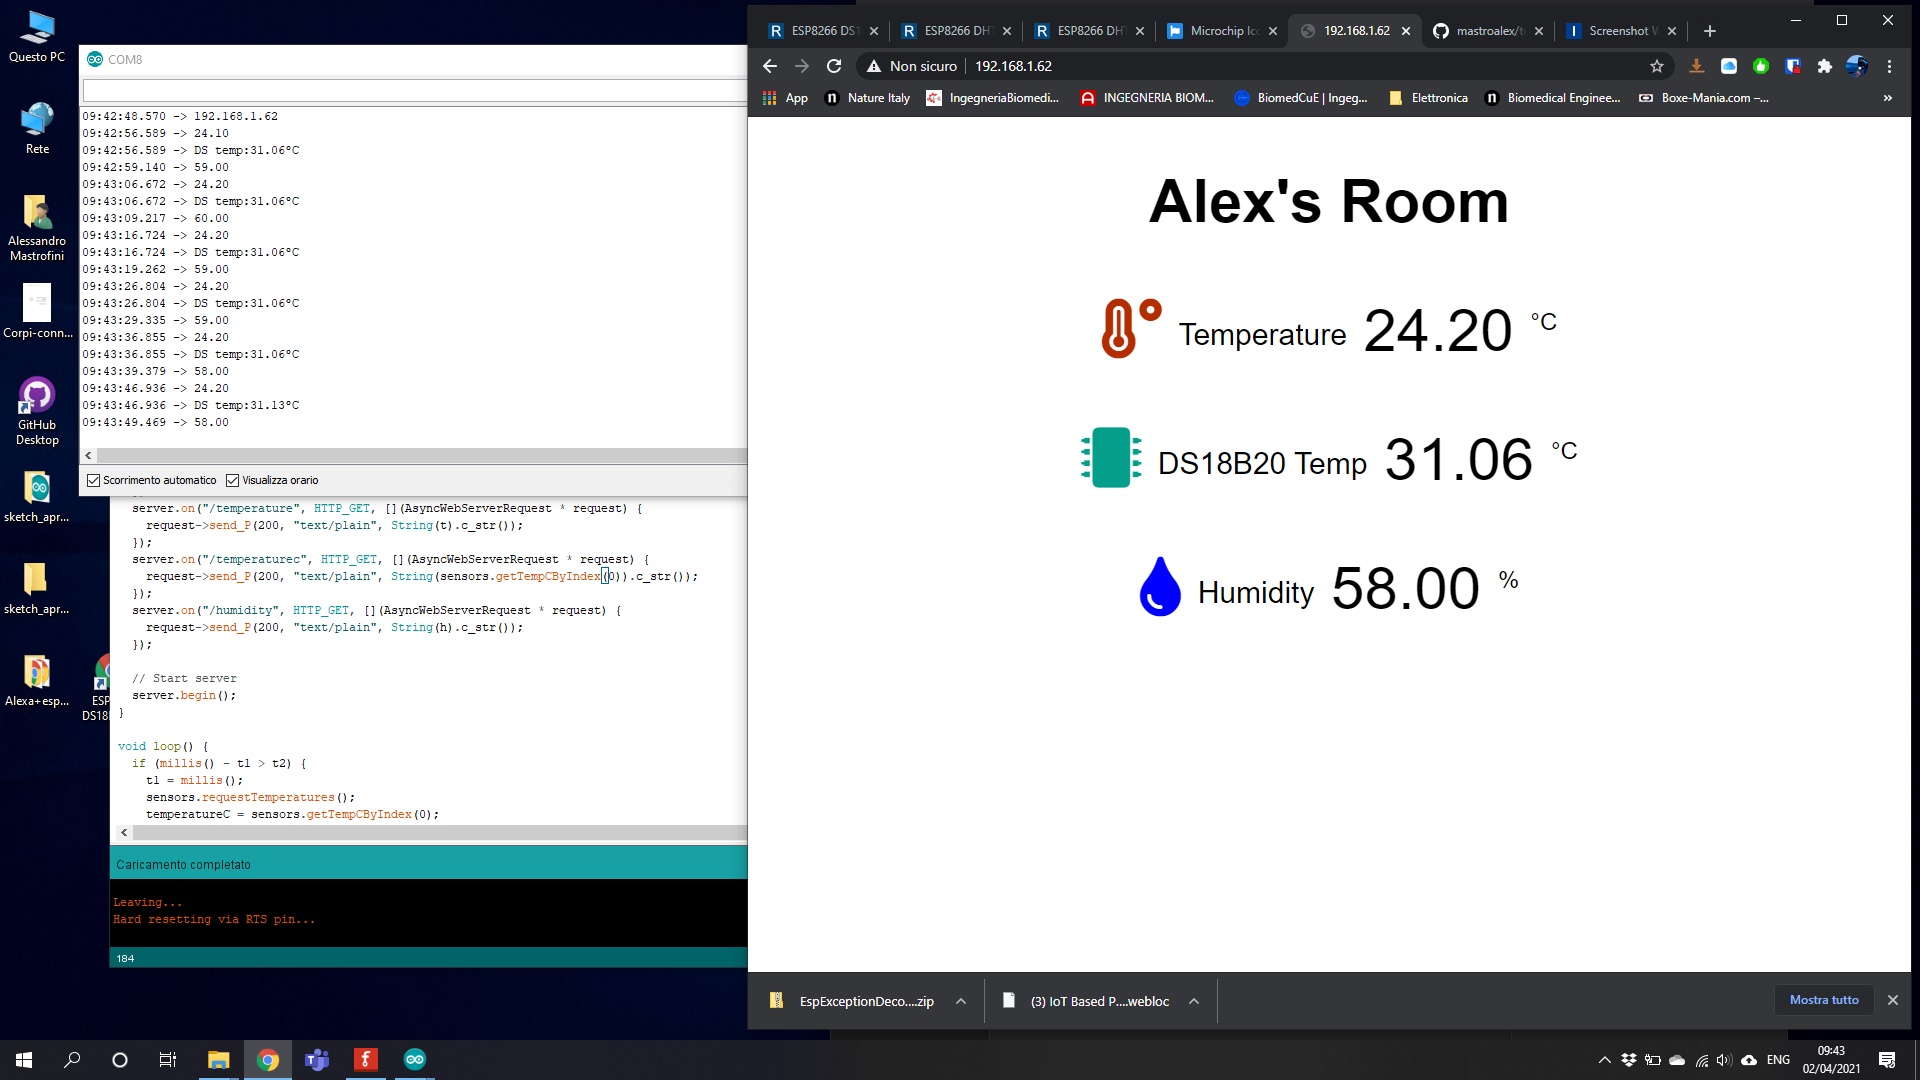 Questo PC
Rete
Alessandro
Mastrofini
Corpi-conn...
GitHub
Desktop
sketch_apr...
sketch_apr...
Alexa+esp...
ESP
DS18
COM8
09:42:48.570 -> 192.168.1.62
09:42:56.589 -> 24.10
09:42:56.589 -> DS temp:31.06°C
09:42:59.140 -> 59.00
09:43:06.672 -> 24.20
09:43:06.672 -> DS temp:31.06°C
09:43:09.217 -> 60.00
09:43:16.724 -> 24.20
09:43:16.724 -> DS temp:31.06°C
09:43:19.262 -> 59.00
09:43:26.804 -> 24.20
09:43:26.804 -> DS temp:31.06°C
09:43:29.335 -> 59.00
09:43:36.855 -> 24.20
09:43:36.855 -> DS temp:31.06°C
09:43:39.379 -> 58.00
09:43:46.936 -> 24.20
09:43:46.936 -> DS temp:31.13°C
09:43:49.469 -> 58.00
Scorrimento automatico Visualizza orario
server.on("/temperature", HTTP_GET, [](AsyncWebServerRequest * request) {
request->send_P(200, "text/plain", String(t).c_str());
});
server.on("/temperaturec", HTTP_GET, [](AsyncWebServerRequest * request) {
request->send_P(200, "text/plain", String(sensors.getTempCByIndex(0)).c_str());
});
server.on("/humidity", HTTP_GET, [](AsyncWebServerRequest * request) {
request->send_P(200, "text/plain", String(h).c_str());
});
// Start server
server.begin();
}
void loop() {
if (millis() - t1 > t2) {
t1 = millis();
sensors.requestTemperatures();
temperatureC = sensors.getTempCByIndex(0);
Caricamento completato
Leaving...
Hard resetting via RTS pin...
184
ESP8266 DS1 ESP8266 DH ESP8266 DH Microchip Ic 192.168.1.62 mastroalex/t Screenshot W
Non sicuro 192.168.1.62
App Nature Italy IngegneriaBiomedi... INGEGNERIA BIOM... BiomedCuE | Ingeg... Elettronica Biomedical Enginee... Boxe-Mania.com –... »
Alex's Room
Temperature 24.20 °C
DS18B20 Temp 31.06 °C
Humidity 58.00 %
EspExceptionDeco....zip (3) IoT Based P....webloc Mostra tutto
ENG 09:43
02/04/2021